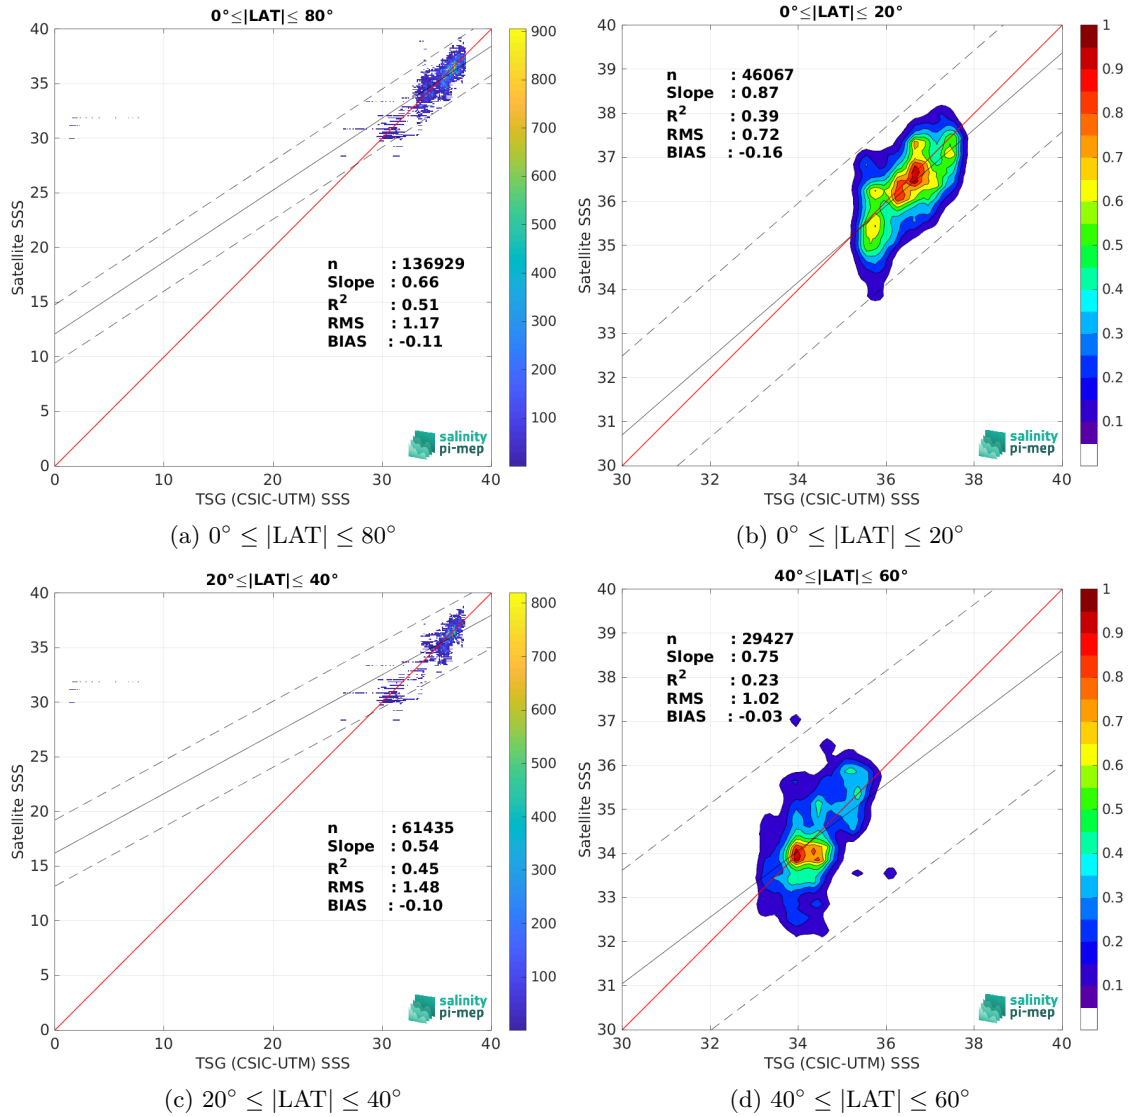 0°≤|LAT|≤ 80°
40
35
30
25
20
15
10
5
0
Satellite SSS
n : 136929
Slope : 0.66
R2 : 0.51
RMS : 1.17
BIAS : -0.11
salinity
pi-mep
0 10 20 30 40
TSG (CSIC-UTM) SSS
900
800
700
600
500
400
300
200
100
(a) 0° ≤ |LAT| ≤ 80°
0°≤|LAT|≤ 20°
40
39
38
37
36
35
34
33
32
31
30
Satellite SSS
n : 46067
Slope : 0.87
R2 : 0.39
RMS : 0.72
BIAS : -0.16
salinity
pi-mep
30 32 34 36 38 40
TSG (CSIC-UTM) SSS
1
0.9
0.8
0.7
0.6
0.5
0.4
0.3
0.2
0.1
(b) 0° ≤ |LAT| ≤ 20°
20°≤|LAT|≤ 40°
40
35
30
25
20
15
10
5
0
Satellite SSS
n : 61435
Slope : 0.54
R2 : 0.45
RMS : 1.48
BIAS : -0.10
salinity
pi-mep
0 10 20 30 40
TSG (CSIC-UTM) SSS
800
700
600
500
400
300
200
100
(c) 20° ≤ |LAT| ≤ 40°
40°≤|LAT|≤ 60°
40
39
38
37
36
35
34
33
32
31
30
Satellite SSS
n : 29427
Slope : 0.75
R2 : 0.23
RMS : 1.02
BIAS : -0.03
salinity
pi-mep
30 32 34 36 38 40
TSG (CSIC-UTM) SSS
1
0.9
0.8
0.7
0.6
0.5
0.4
0.3
0.2
0.1
(d) 40° ≤ |LAT| ≤ 60°